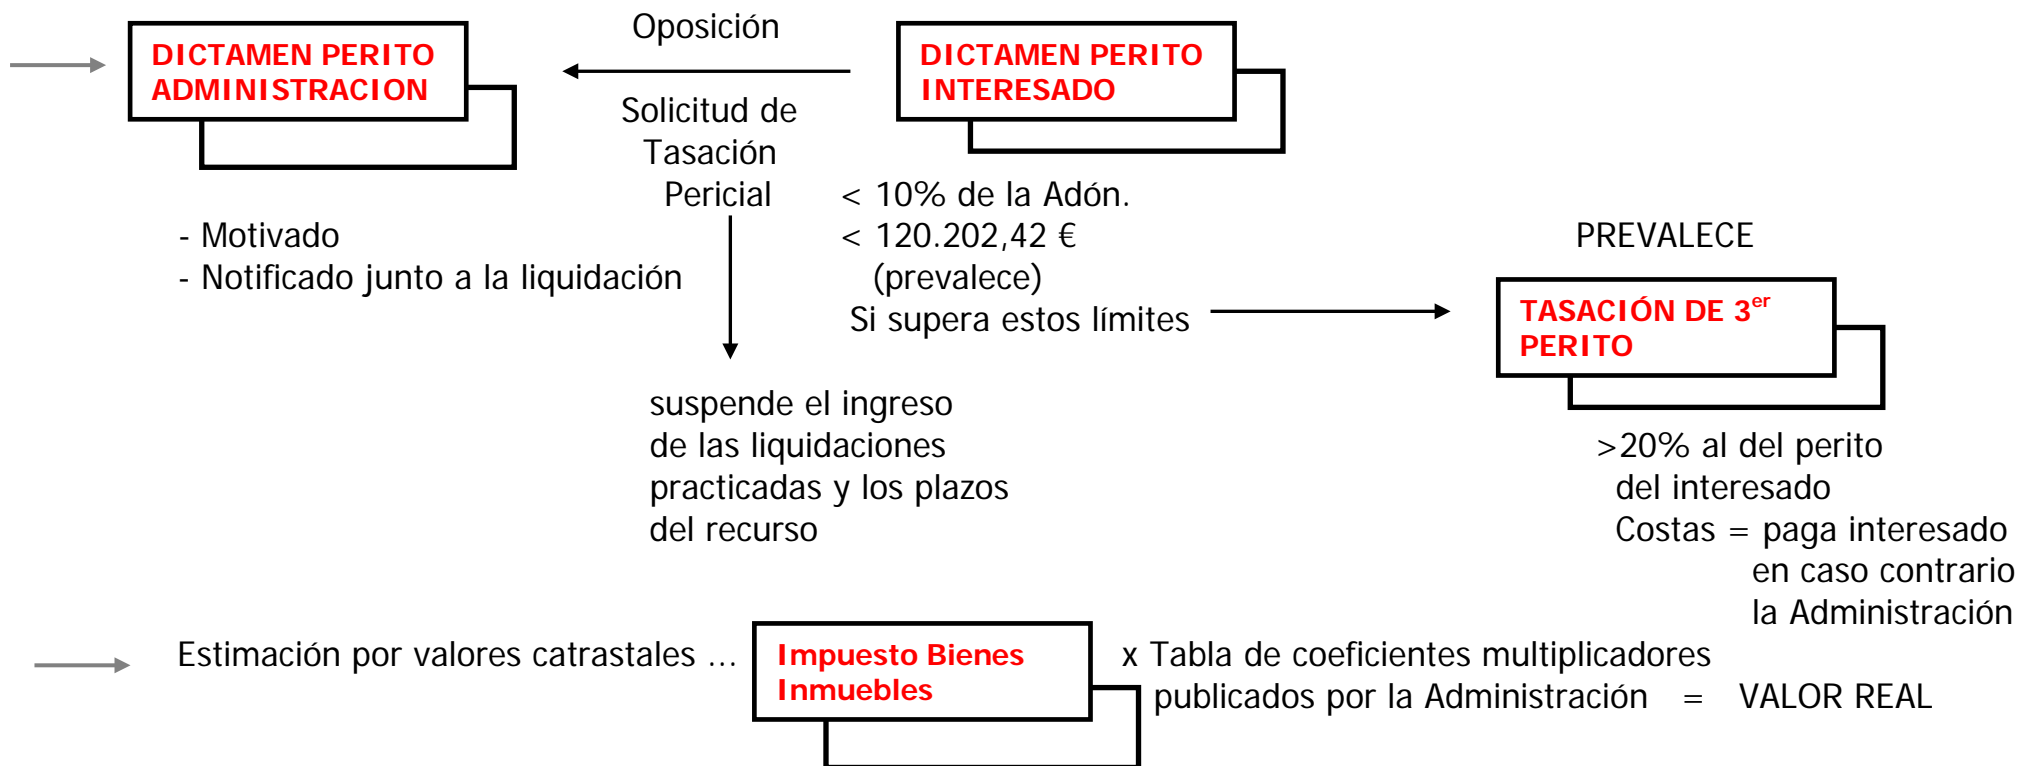 DICTAMEN PERITO
ADMINISTRACION
- Motivado
- Notificado junto a la liquidación
Oposición
Solicitud de
Tasación
Pericial
suspende el ingreso
de las liquidaciones
practicadas y los plazos
del recurso
DICTAMEN PERITO
INTERESADO
< 10% de la Adón.
< 120.202,42 €
(prevalece)
Si supera estos límites
PREVALECE
TASACIÓN DE 3er
PERITO
>20% al del perito
del interesado
Costas = paga interesado
en caso contrario
la Administración
Estimación por valores catrastales ...
Impuesto Bienes
Inmuebles
x Tabla de coeficientes multiplicadores
publicados por la Administración = VALOR REAL